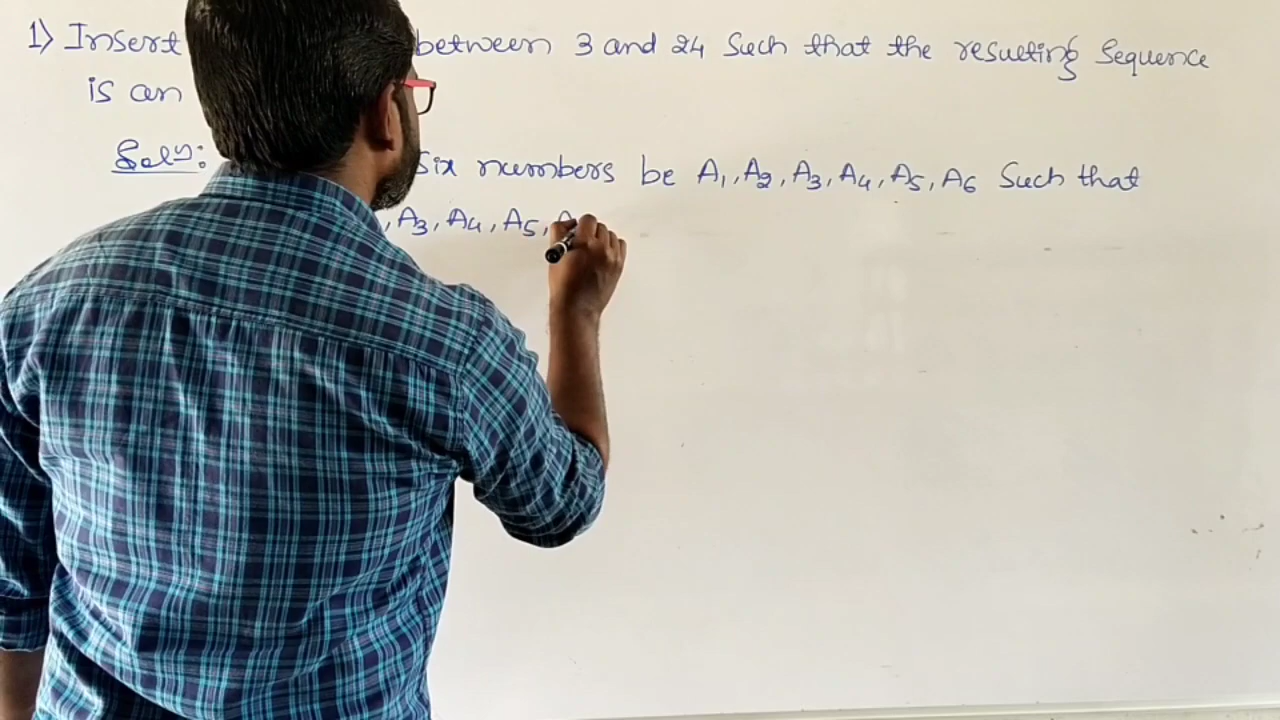 1) Insert between 3 and 24 Such that the resulting Sequence
is an
Solⁿ: Six numbers be A₁, A₂, A₃, A₄, A₅, A₆ Such that
, A₃, A₄, A₅,